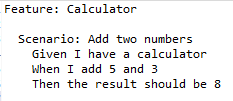 Feature: Calculator
Scenario: Add two numbers
Given I have a calculator
When I add 5 and 3
Then the result should be 8